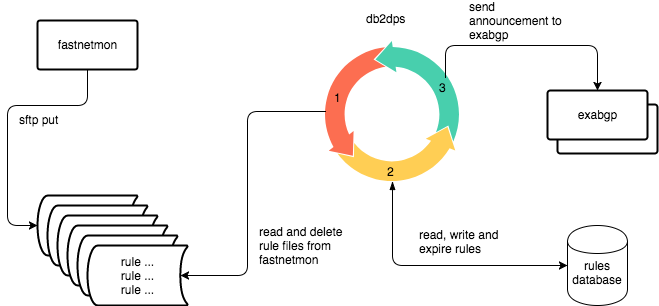 send
announcement to
exabgp
db2dps
fastnetmon
1
3
exabgp
sftp put
2
read and delete
rule files from
fastnetmon
read, write and
expire rules
rule ...
rule ...
rule ...
rules
database